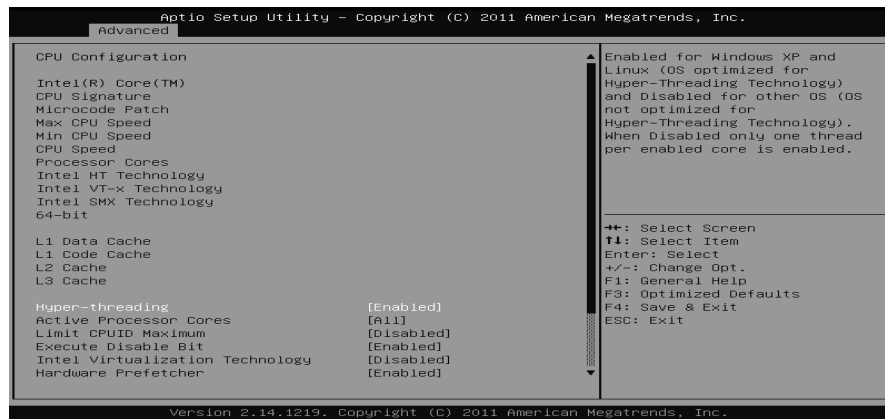 Aptio Setup Utility – Copyright (C) 2011 American Megatrends, Inc.
Advanced
CPU Configuration
Intel(R) Core(TM)
CPU Signature
Microcode Patch
Max CPU Speed
Min CPU Speed
CPU Speed
Processor Cores
Intel HT Technology
Intel VT-x Technology
Intel SMX Technology
64-bit
L1 Data Cache
L1 Code Cache
L2 Cache
L3 Cache
Hyper-threading [Enabled]
Active Processor Cores [All]
Limit CPUID Maximum [Disabled]
Execute Disable Bit [Enabled]
Intel Virtualization Technology [Disabled]
Hardware Prefetcher [Enabled]
Enabled for Windows XP and
Linux (OS optimized for
Hyper-Threading Technology)
and Disabled for other OS (OS
not optimized for
Hyper-Threading Technology).
When Disabled only one thread
per enabled core is enabled.
→←: Select Screen
↑↓: Select Item
Enter: Select
+/-: Change Opt.
F1: General Help
F3: Optimized Defaults
F4: Save & Exit
ESC: Exit
Version 2.14.1219. Copyright (C) 2011 American Megatrends, Inc.